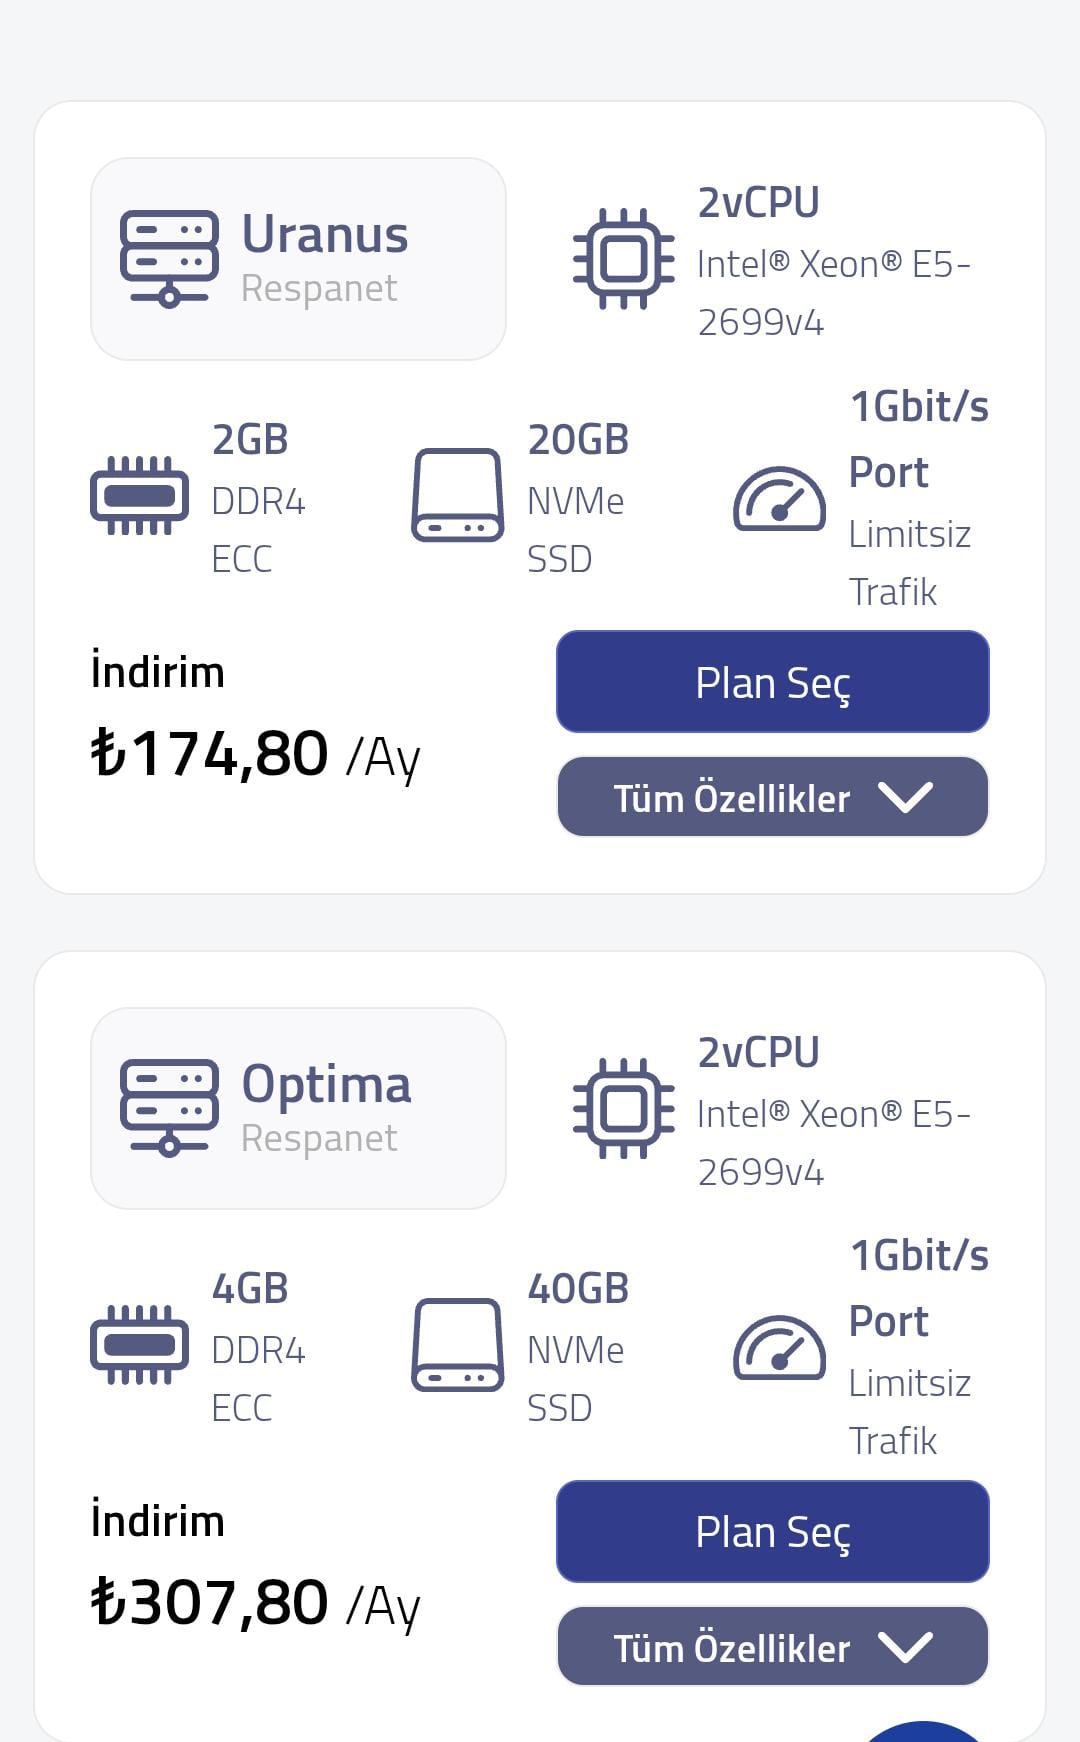 Uranus
Respanet
2vCPU
Intel® Xeon® E5-
2699v4
2GB
DDR4
ECC
20GB
NVMe
SSD
1Gbit/s
Port
Limitsiz
Trafik
İndirim
₺174,80 /Ay
Plan Seç
Tüm Özellikler
Optima
Respanet
2vCPU
Intel® Xeon® E5-
2699v4
4GB
DDR4
ECC
40GB
NVMe
SSD
1Gbit/s
Port
Limitsiz
Trafik
İndirim
₺307,80 /Ay
Plan Seç
Tüm Özellikler